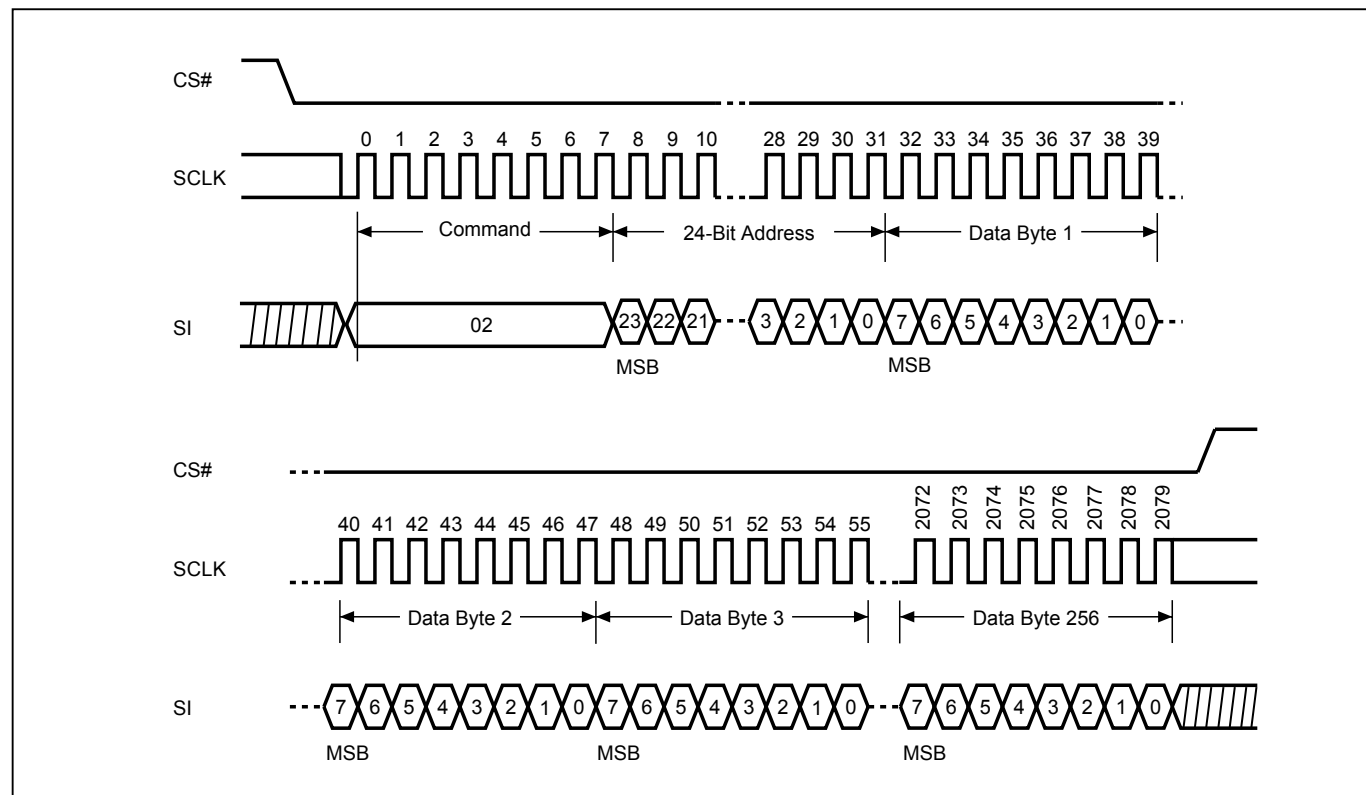 CS#
0 1 2 3 4 5 6 7 8 9 10 28 29 30 31 32 33 34 35 36 37 38 39
SCLK
Command 24-Bit Address Data Byte 1
SI 02 23 22 21 3 2 1 0 7 6 5 4 3 2 1 0
MSB MSB
CS#
40 41 42 43 44 45 46 47 48 49 50 51 52 53 54 55 2072 2073 2074 2075 2076 2077 2078 2079
SCLK
Data Byte 2 Data Byte 3 Data Byte 256
SI 7 6 5 4 3 2 1 0 7 6 5 4 3 2 1 0 7 6 5 4 3 2 1 0
MSB MSB MSB